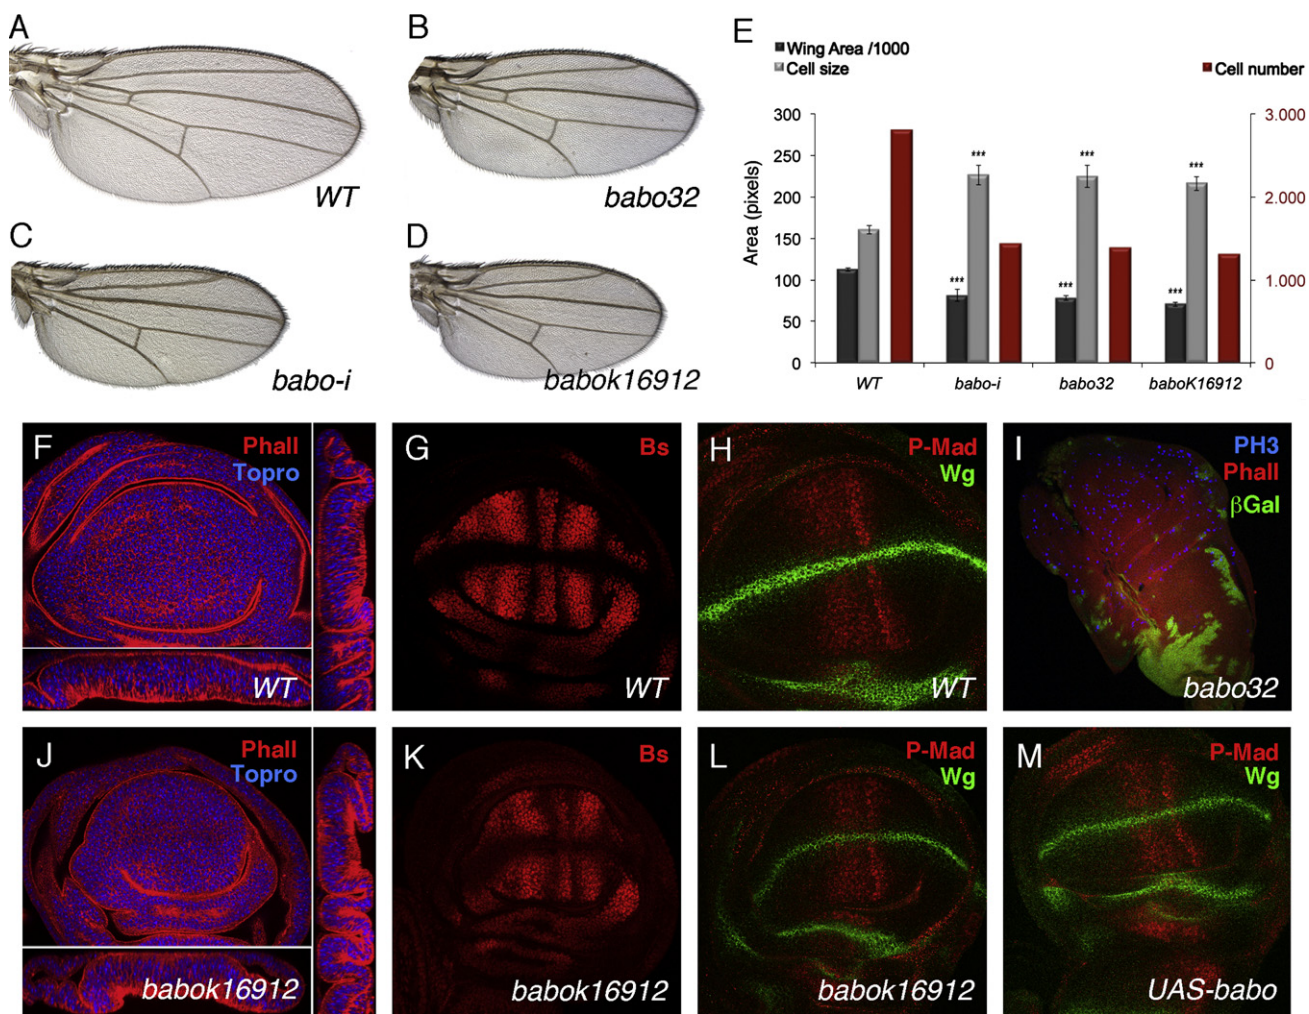 A
WT
B
babo32
C
babo-i
D
babok16912
E
Wing Area /1000
Cell size
Cell number
Area (pixels)
300
250
200
150
100
50
0
3.000
2.000
1.000
0
***
***
***
***
***
***
WT
babo-i
babo32
baboK16912
F
Phall
Topro
WT
G
Bs
WT
H
P-Mad
Wg
WT
I
PH3
Phall
βGal
babo32
J
Phall
Topro
babok16912
K
Bs
babok16912
L
P-Mad
Wg
babok16912
M
P-Mad
Wg
UAS-babo